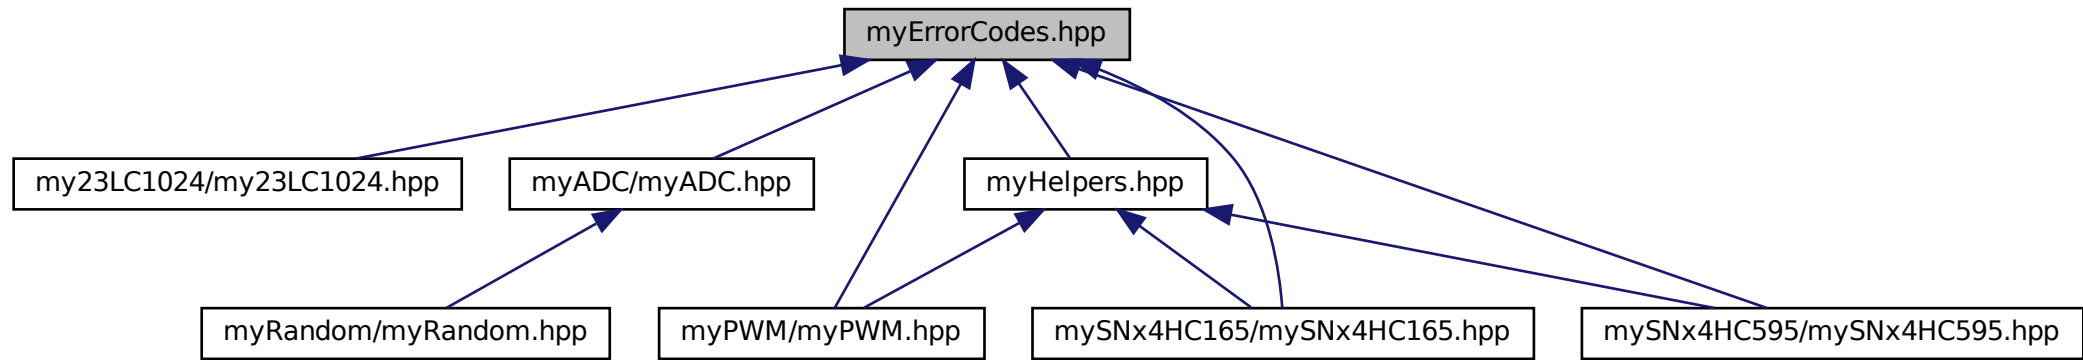 myErrorCodes.hpp
my23LC1024/my23LC1024.hpp
myADC/myADC.hpp
myHelpers.hpp
myRandom/myRandom.hpp
myPWM/myPWM.hpp
mySNx4HC165/mySNx4HC165.hpp
mySNx4HC595/mySNx4HC595.hpp